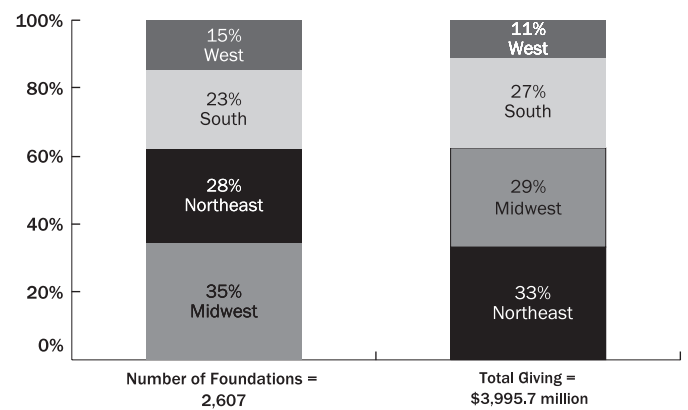 100%
80%
60%
40%
20%
0%
15%
West
23%
South
28%
Northeast
35%
Midwest
11%
West
27%
South
29%
Midwest
33%
Northeast
Number of Foundations =
2,607
Total Giving =
$3,995.7 million